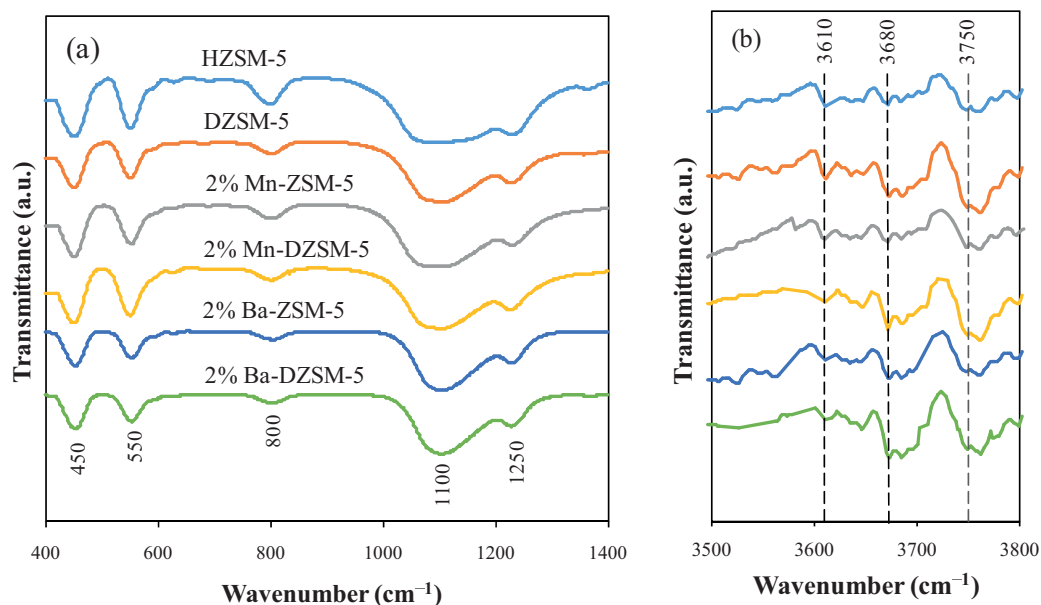 (a)
HZSM-5
DZSM-5
2% Mn-ZSM-5
2% Mn-DZSM-5
2% Ba-ZSM-5
2% Ba-DZSM-5
450
550
800
1100
1250
Transmittance (a.u.)
400
600
800
1000
1200
1400
Wavenumber (cm⁻¹)
(b)
3610
3680
3750
Transmittance (a.u.)
3500
3600
3700
3800
Wavenumber (cm⁻¹)